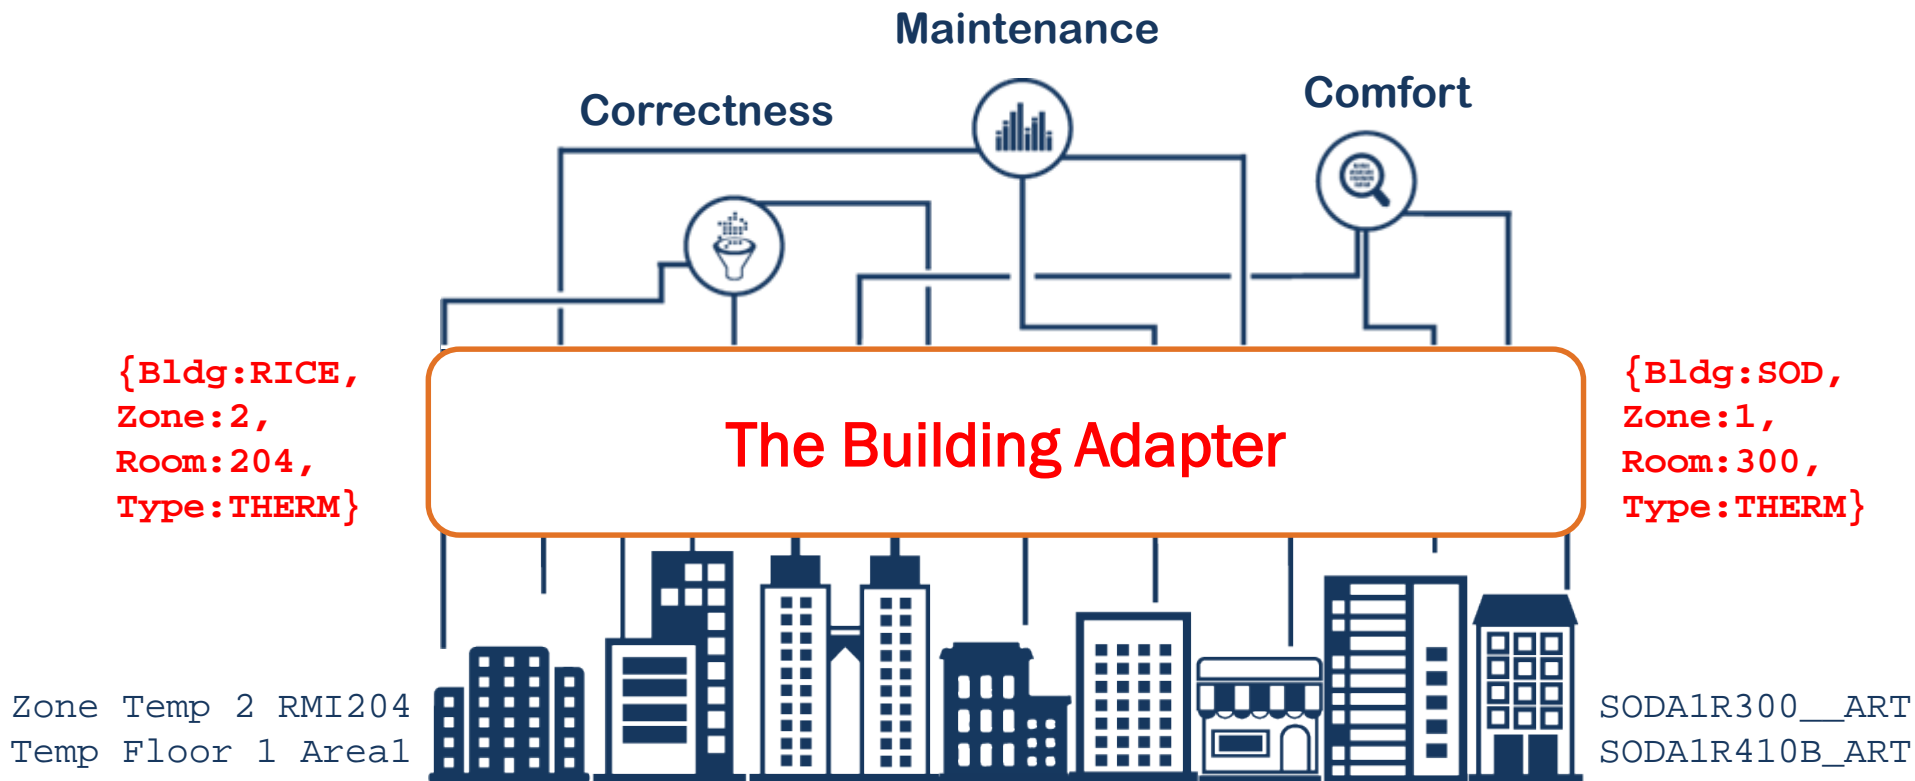 Maintenance
Correctness
Comfort
{Bldg:RICE,
Zone:2,
Room:204,
Type:THERM}
The Building Adapter
{Bldg:SOD,
Zone:1,
Room:300,
Type:THERM}
Zone Temp 2 RMI204
Temp Floor 1 Area1
SODA1R300__ART
SODA1R410B_ART